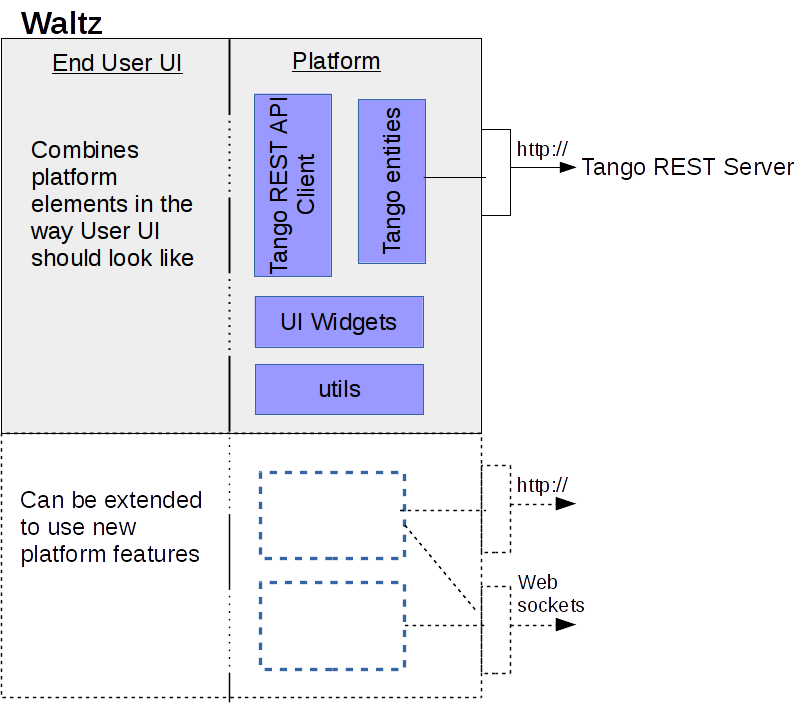 Waltz
End User UI
Platform
Combines
platform
elements in the
way User UI
should look like
Tango REST API
Client
Tango entities
http://
Tango REST Server
UI Widgets
utils
Can be extended
to use new
platform features
http://
Web
sockets